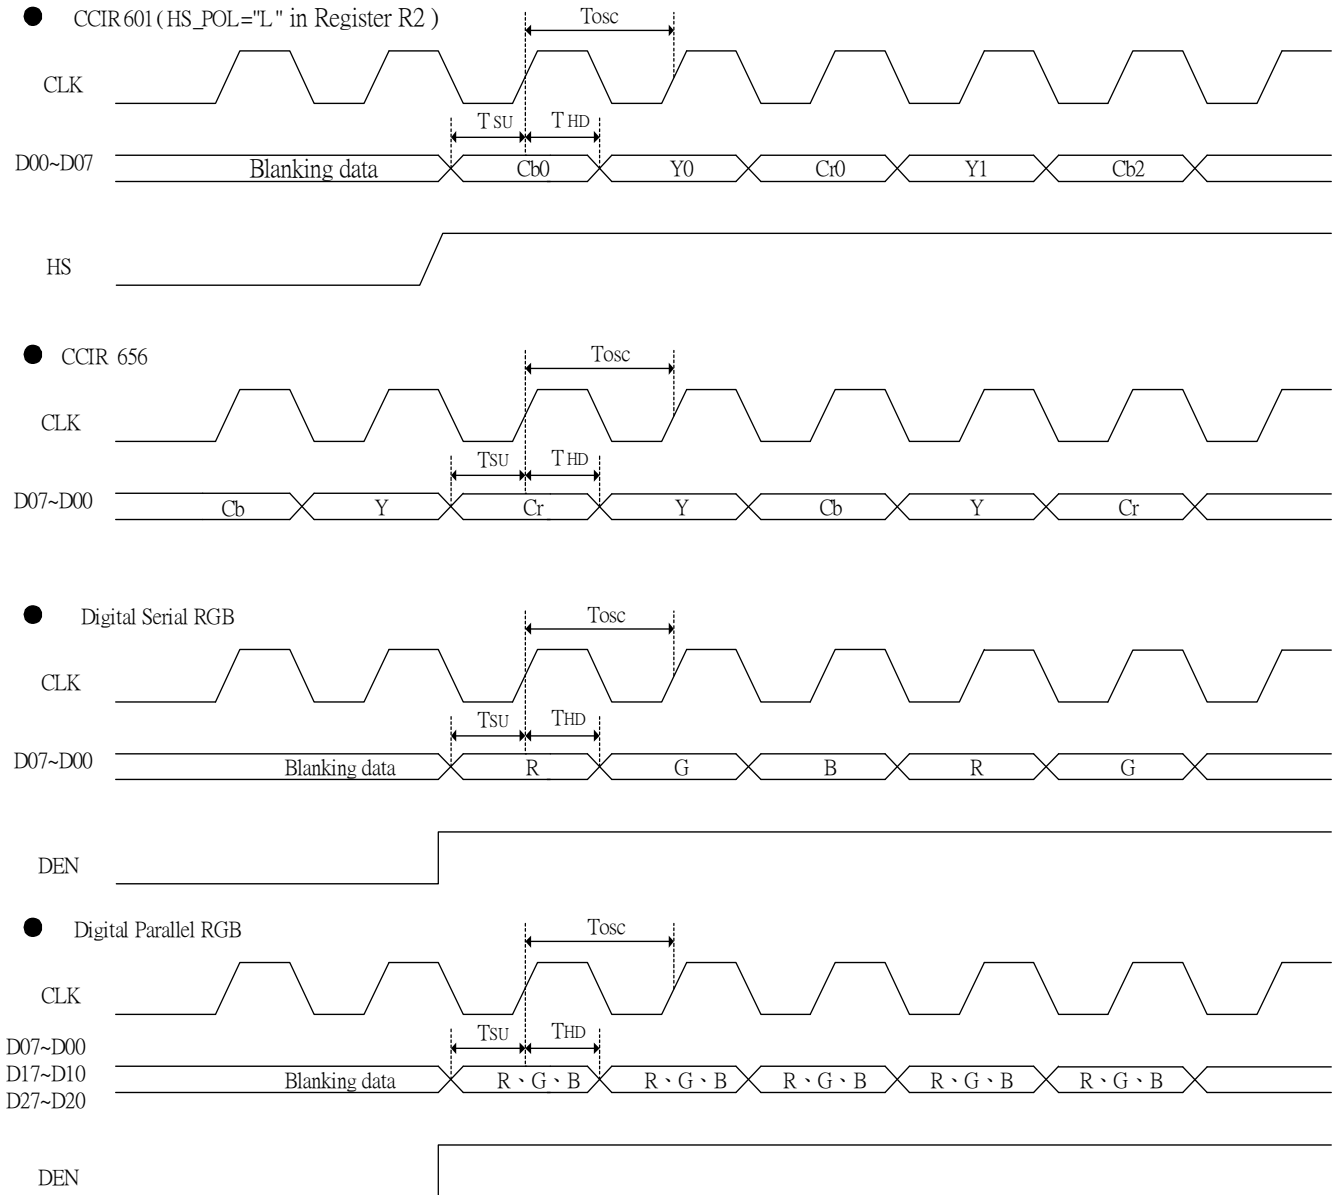 ● CCIR601 ( HS_POL="L" in Register R2 )
Tosc
CLK
TSU THD
D00~D07 Blanking data Cb0 Y0 Cr0 Y1 Cb2
HS
● CCIR 656
Tosc
CLK
TSU THD
D07~D00 Cb Y Cr Y Cb Y Cr
● Digital Serial RGB
Tosc
CLK
TSU THD
D07~D00 Blanking data R G B R G
DEN
● Digital Parallel RGB
Tosc
CLK
TSU THD
D07~D00
D17~D10 Blanking data R、G、B R、G、B R、G、B R、G、B R、G、B
D27~D20
DEN